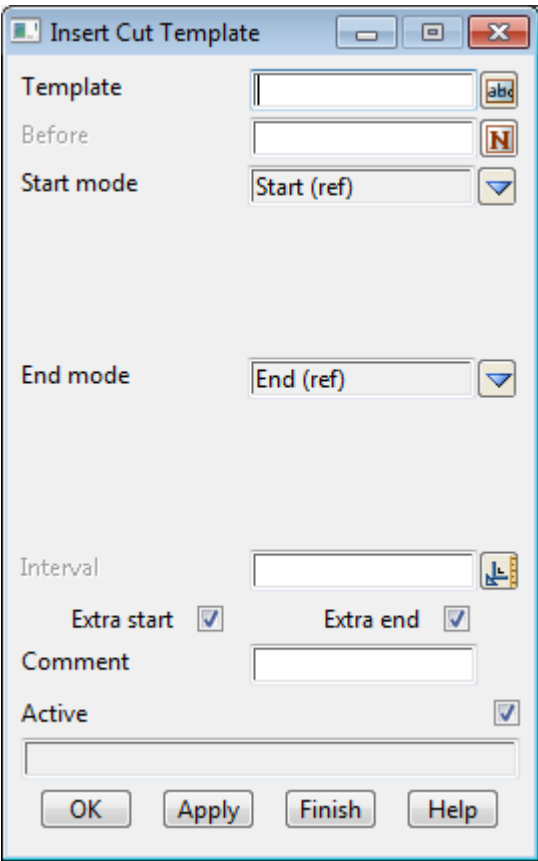 Insert Cut Template
Template
abc
Before
N
Start mode Start (ref)
End mode End (ref)
Interval
Extra start Extra end
Comment
Active
OK Apply Finish Help